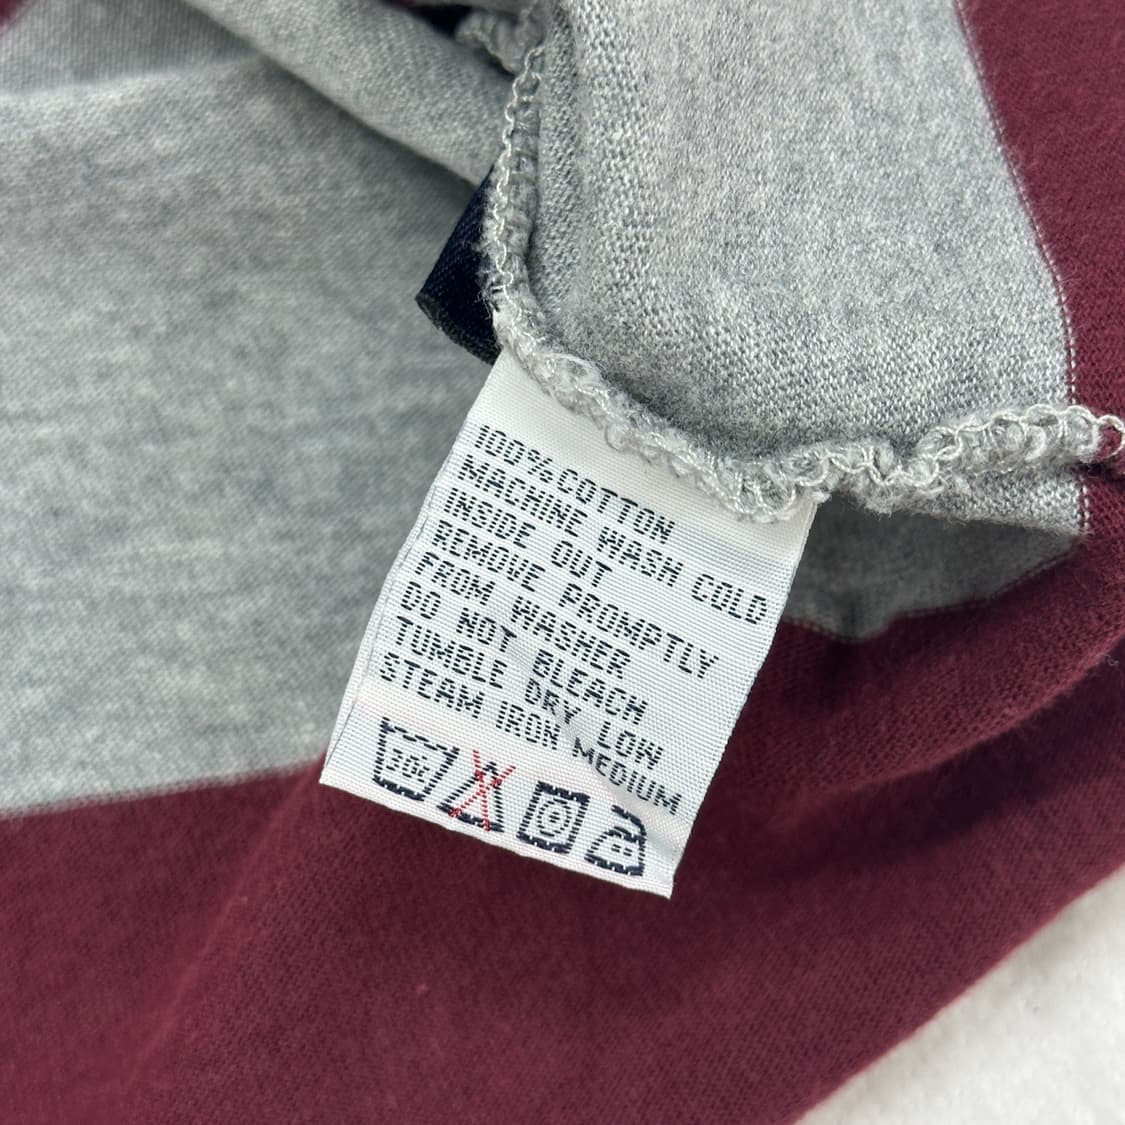 100%COTTON
MACHINE WASH COLD
INSIDE OUT
REMOVE PROMPTLY
FROM WASHER
DO NOT BLEACH
TUMBLE DRY LOW
STEAM IRON MEDIUM